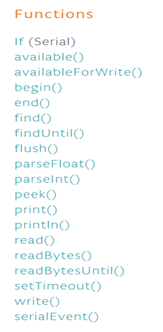 Functions
If (Serial)
available()
availableForWrite()
begin()
end()
find()
findUntil()
flush()
parseFloat()
parseInt()
peek()
print()
println()
read()
readBytes()
readBytesUntil()
setTimeout()
write()
serialEvent()